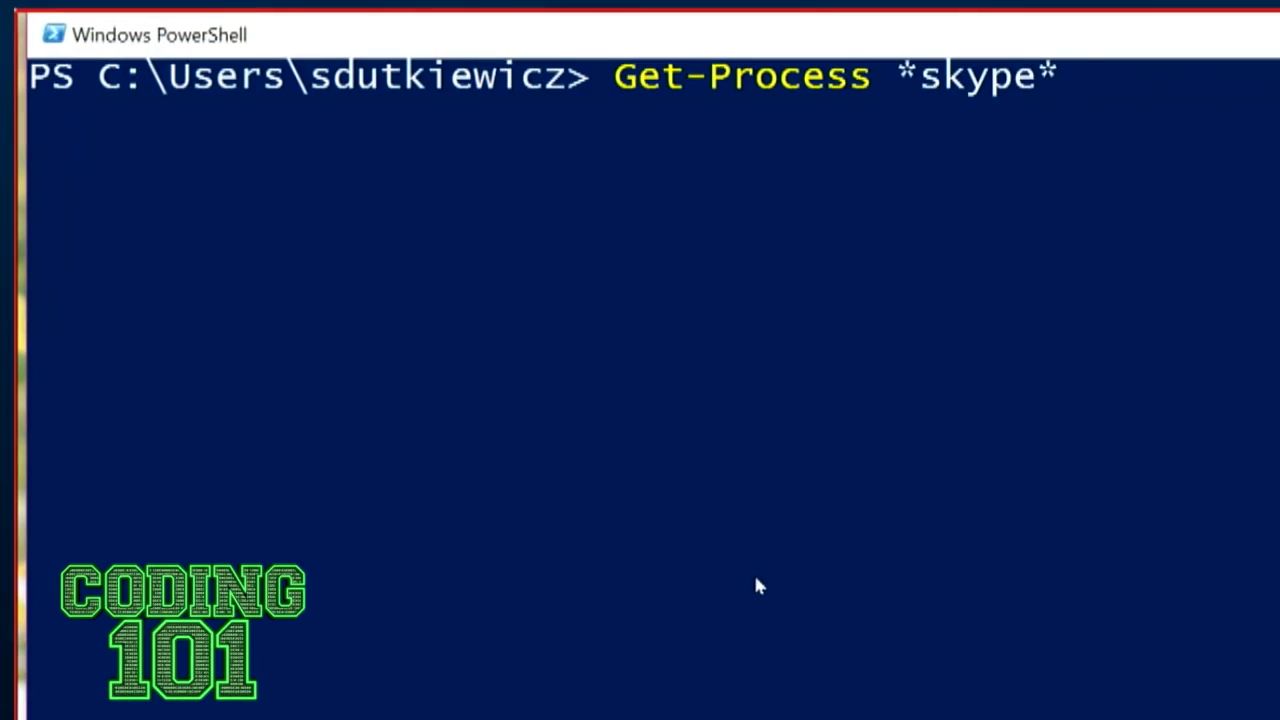 Windows PowerShell
PS C:\Users\sdutkiewicz> Get-Process *skype*
CODING
101